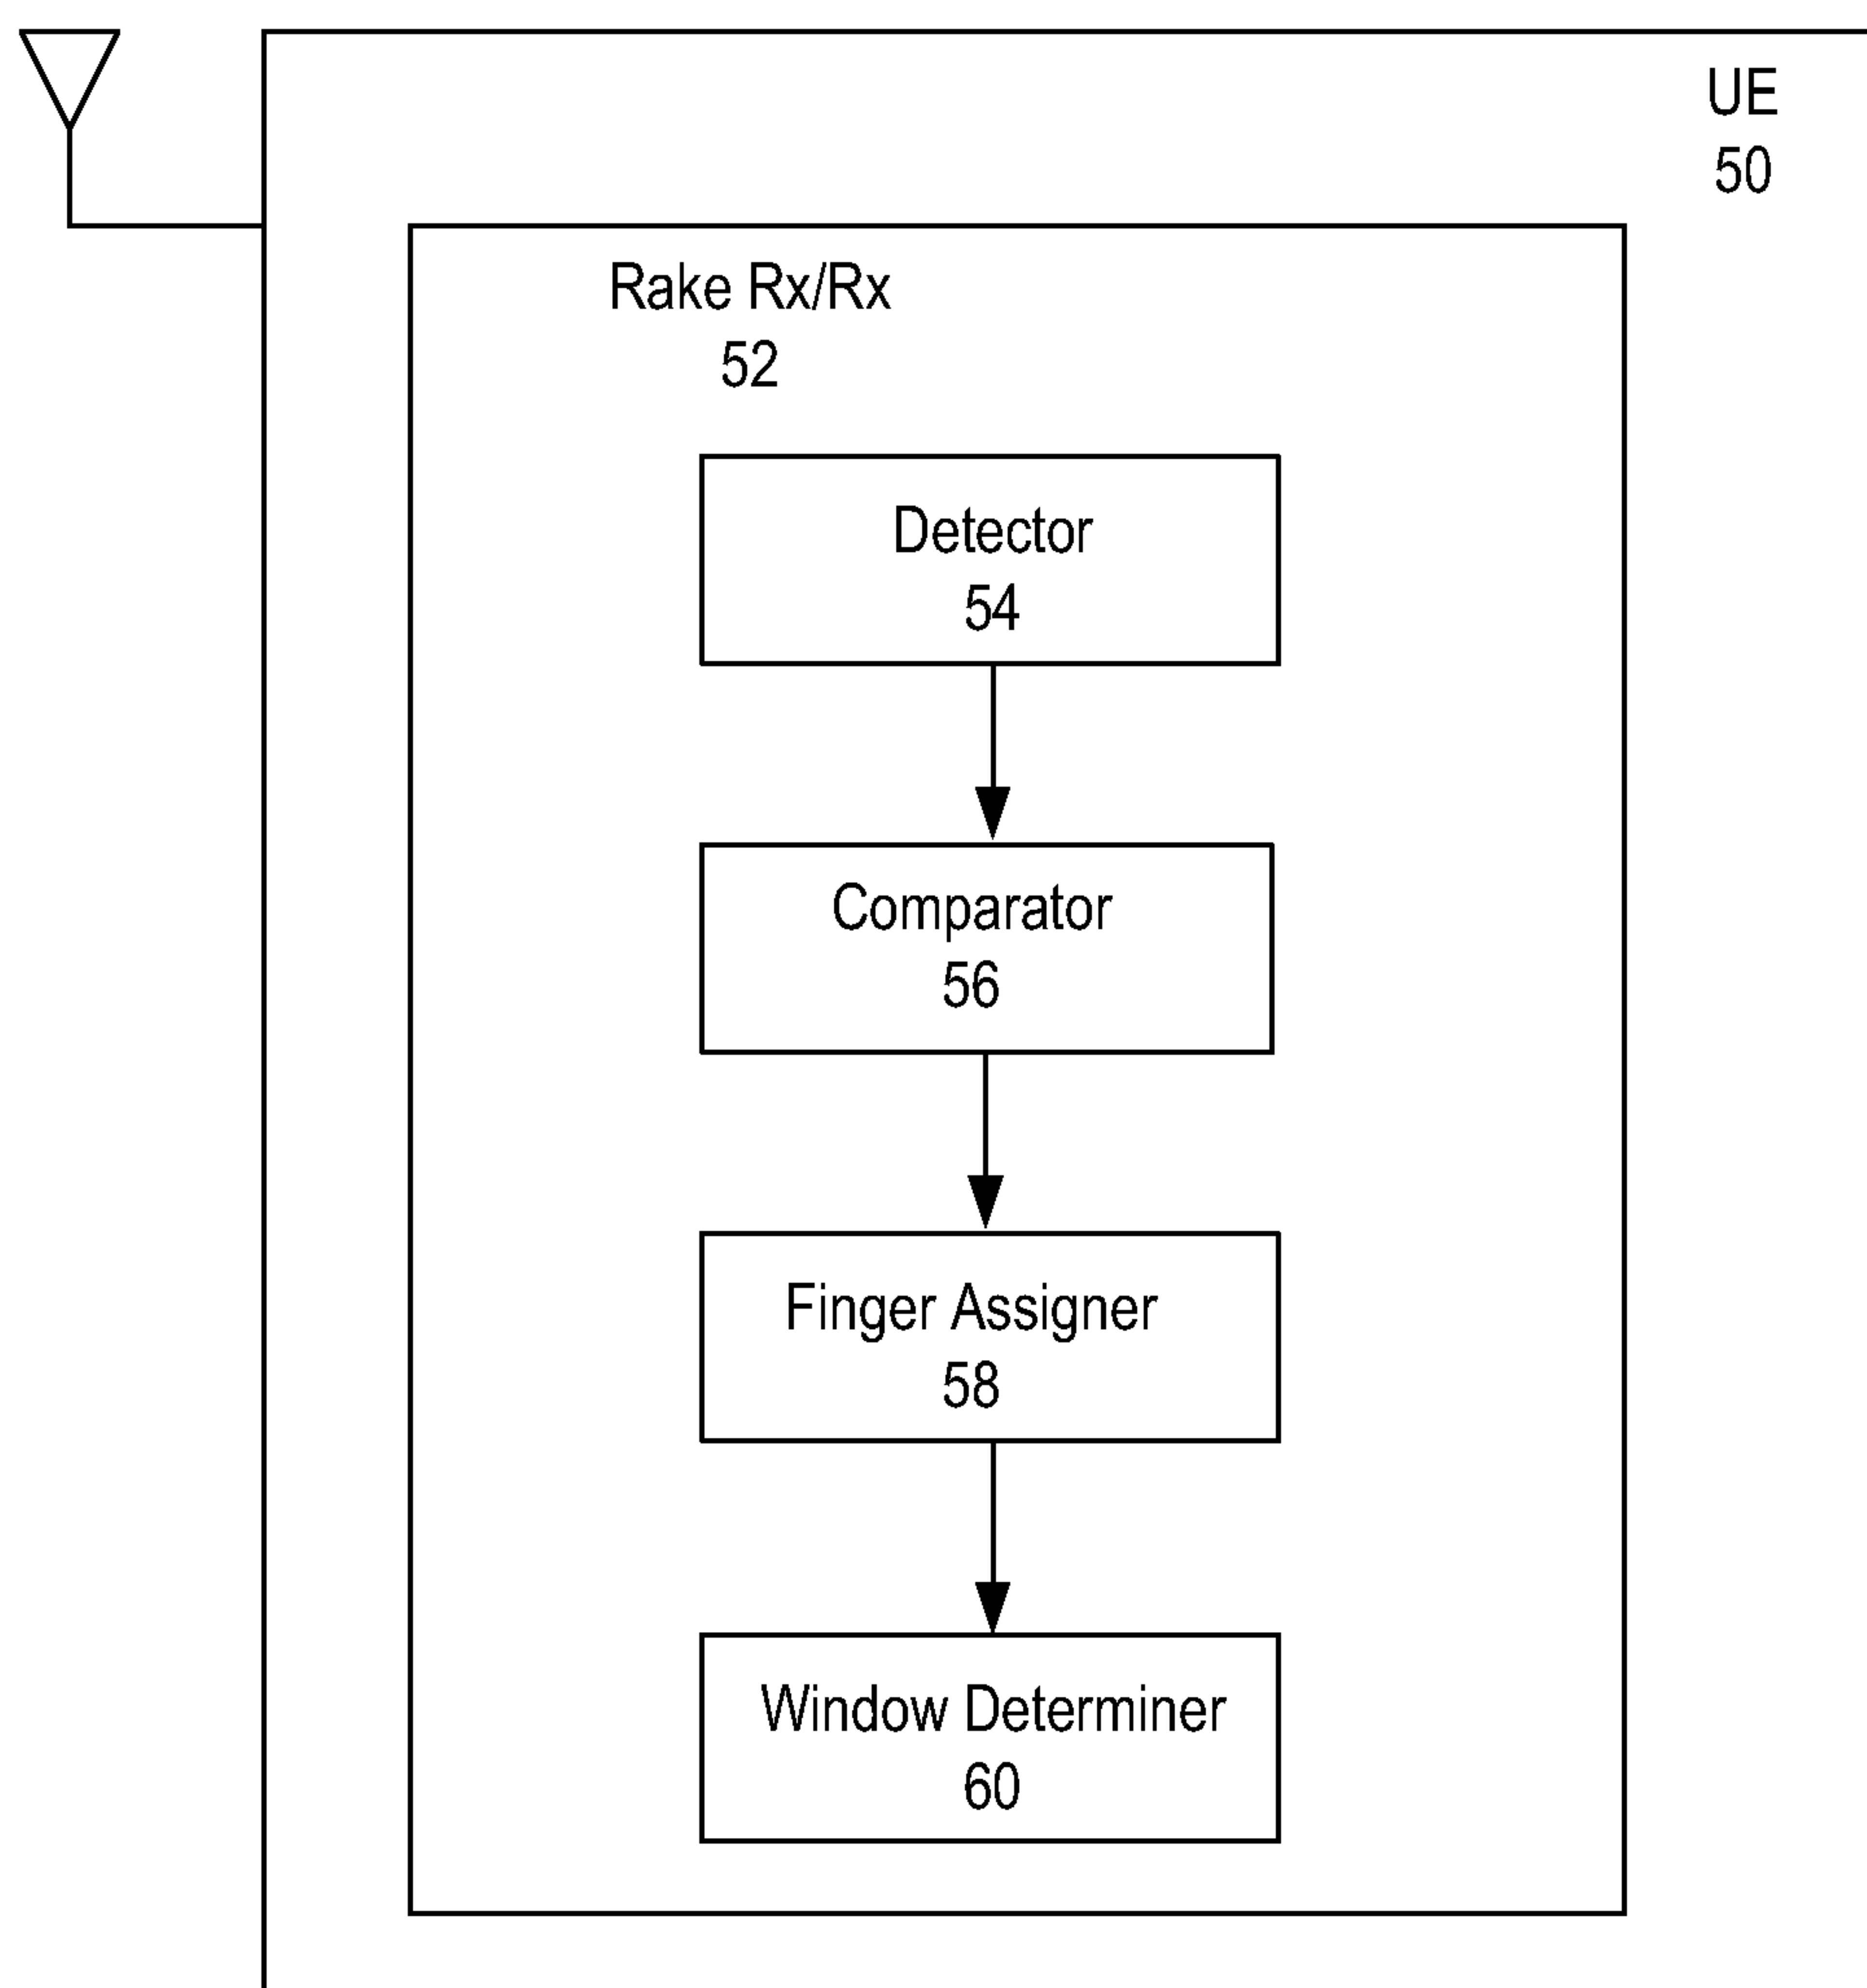 UE
50
Rake Rx/Rx
52
Detector
54
Comparator
56
Finger Assigner
58
Window Determiner
60